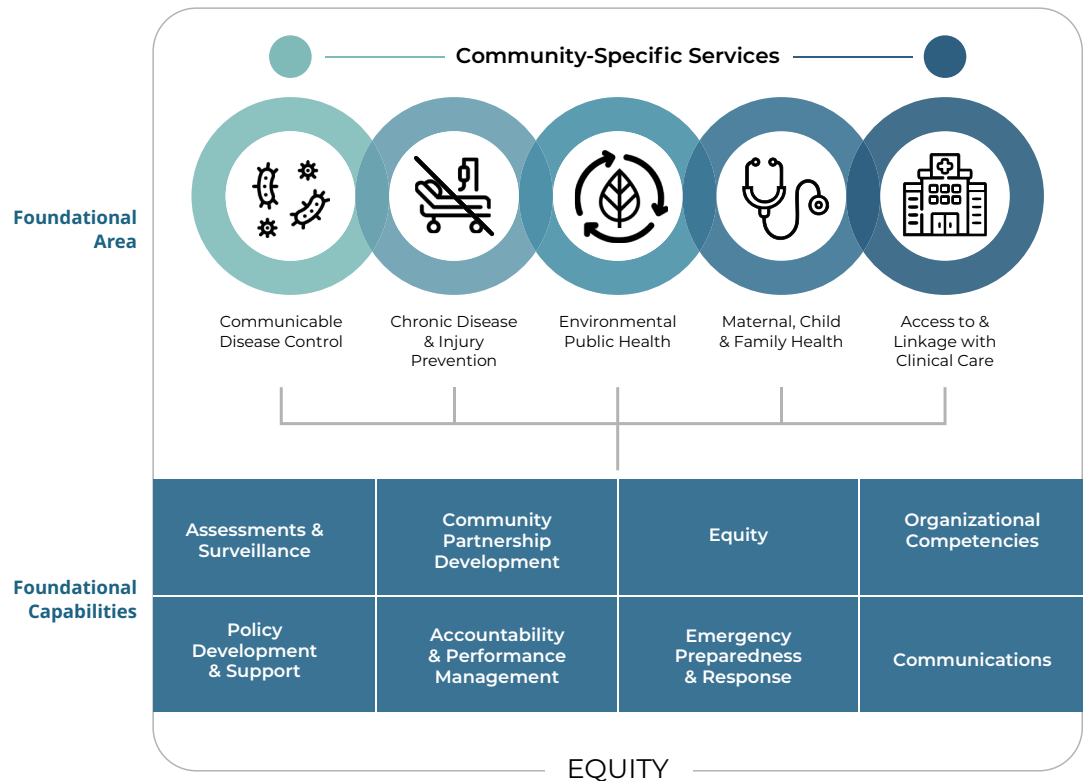 Community-Specific Services
Foundational
Area
Communicable
Disease Control
Chronic Disease
& Injury
Prevention
Environmental
Public Health
Maternal, Child
& Family Health
Access to &
Linkage with
Clinical Care
Foundational
Capabilities
Assessments &
Surveillance
Community
Partnership
Development
Equity
Organizational
Competencies
Policy
Development
& Support
Accountability
& Performance
Management
Emergency
Preparedness
& Response
Communications
EQUITY